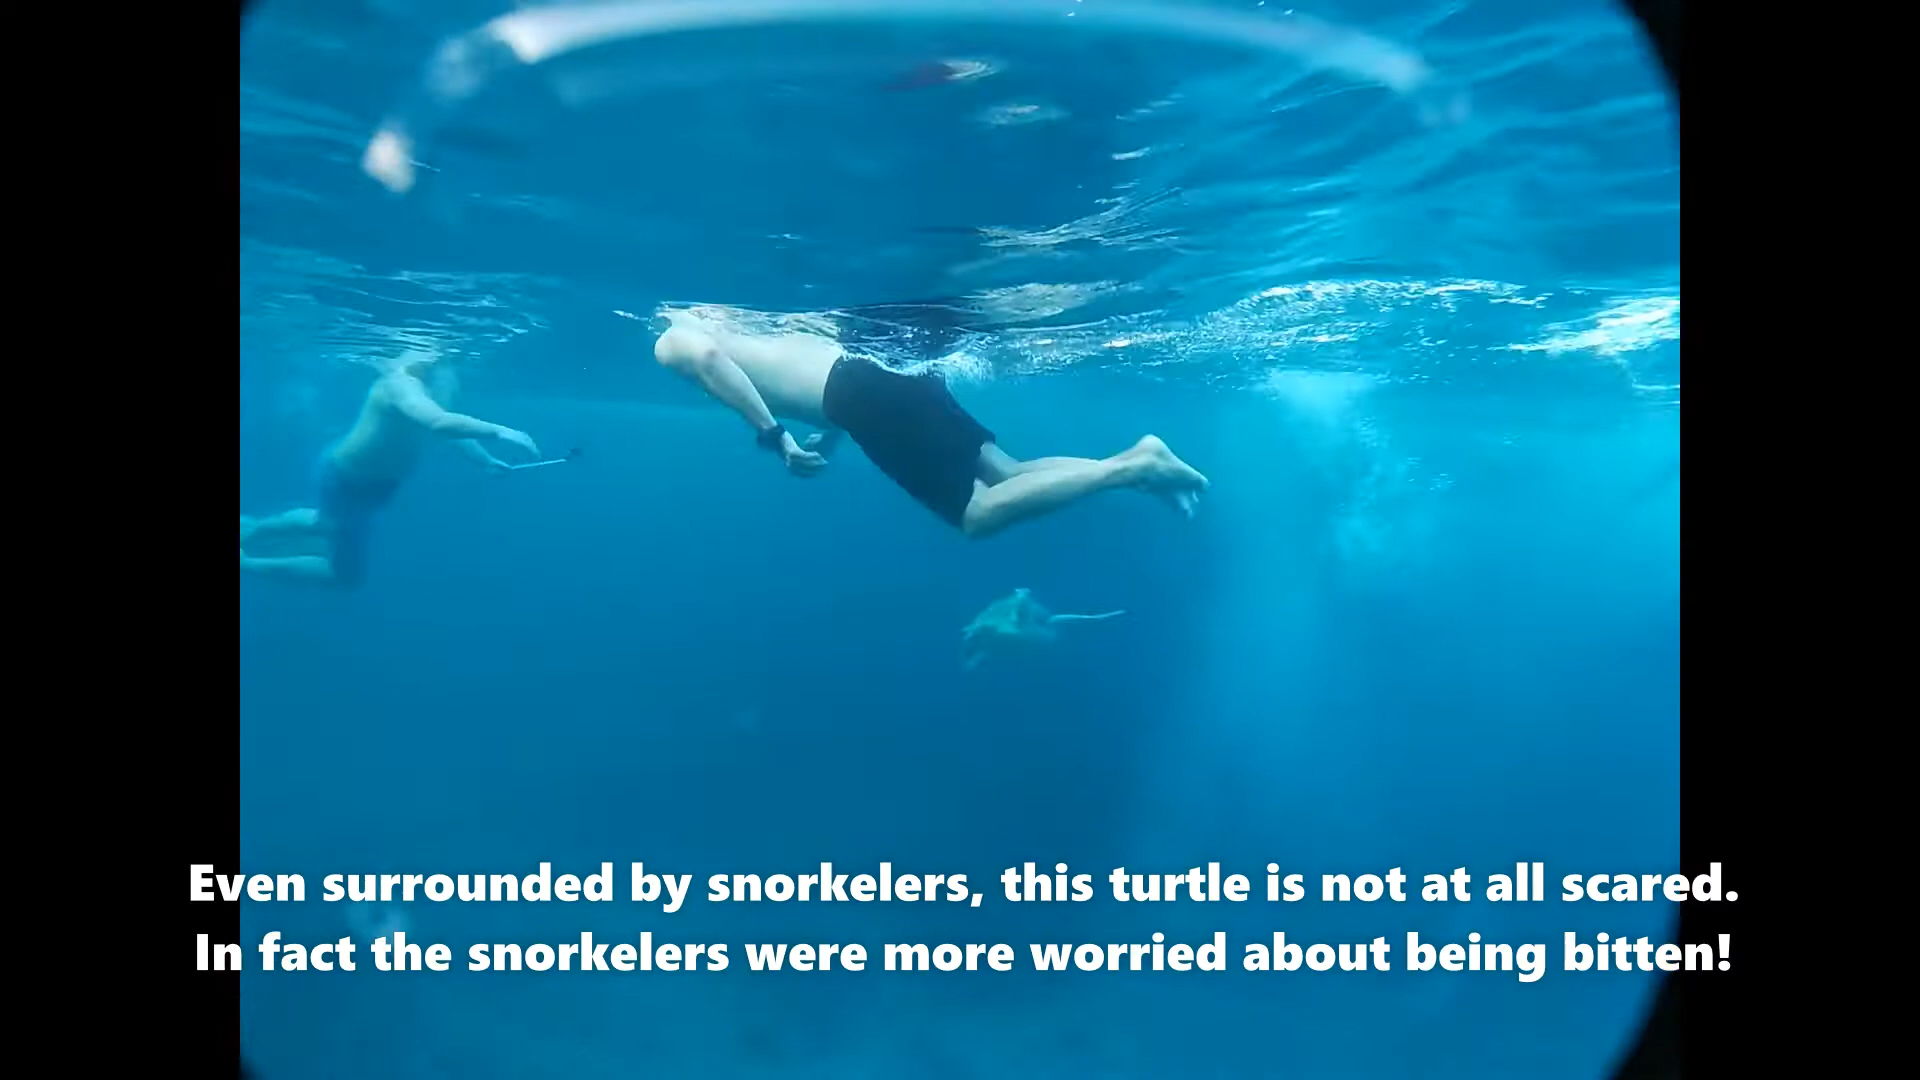 Even surrounded by snorkelers, this turtle is not at all scared.
In fact the snorkelers were more worried about being bitten!